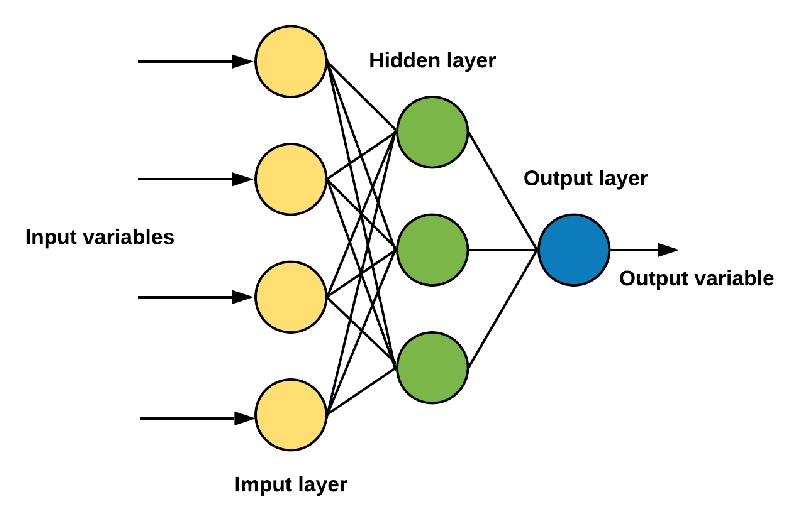 Hidden layer
Output layer
Input variables
Output variable
Imput layer